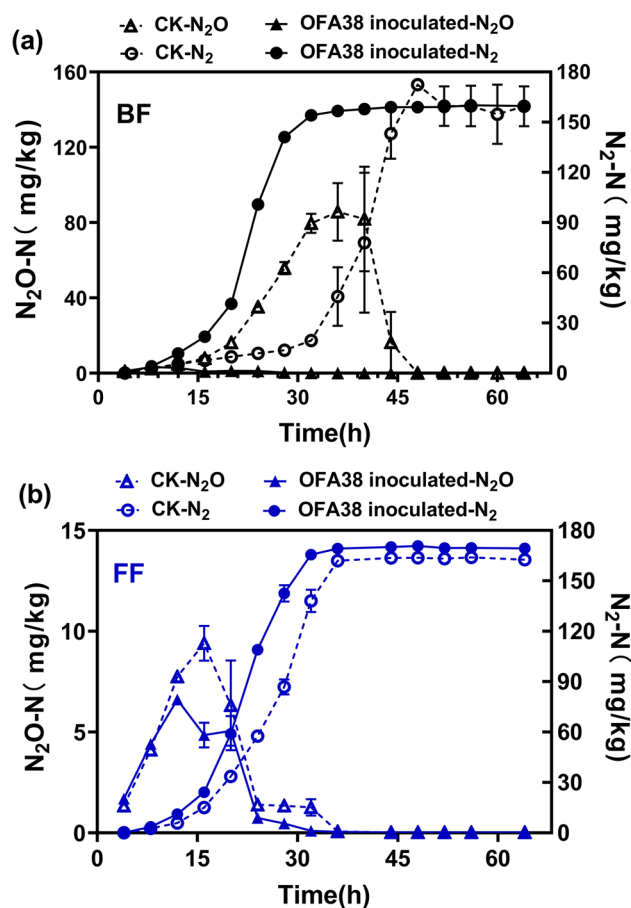 (a)
CK-N₂O OFA38 inoculated-N₂O
CK-N₂ OFA38 inoculated-N₂
BF
N₂O-N( mg/kg)
160
120
80
40
0
N₂-N( mg/kg)
180
150
120
90
60
30
0
0 15 30 45 60
Time(h)
(b)
CK-N₂O OFA38 inoculated-N₂O
CK-N₂ OFA38 inoculated-N₂
FF
N₂O-N( mg/kg)
15
10
5
0
N₂-N( mg/kg)
180
150
120
90
60
30
0
0 15 30 45 60
Time(h)